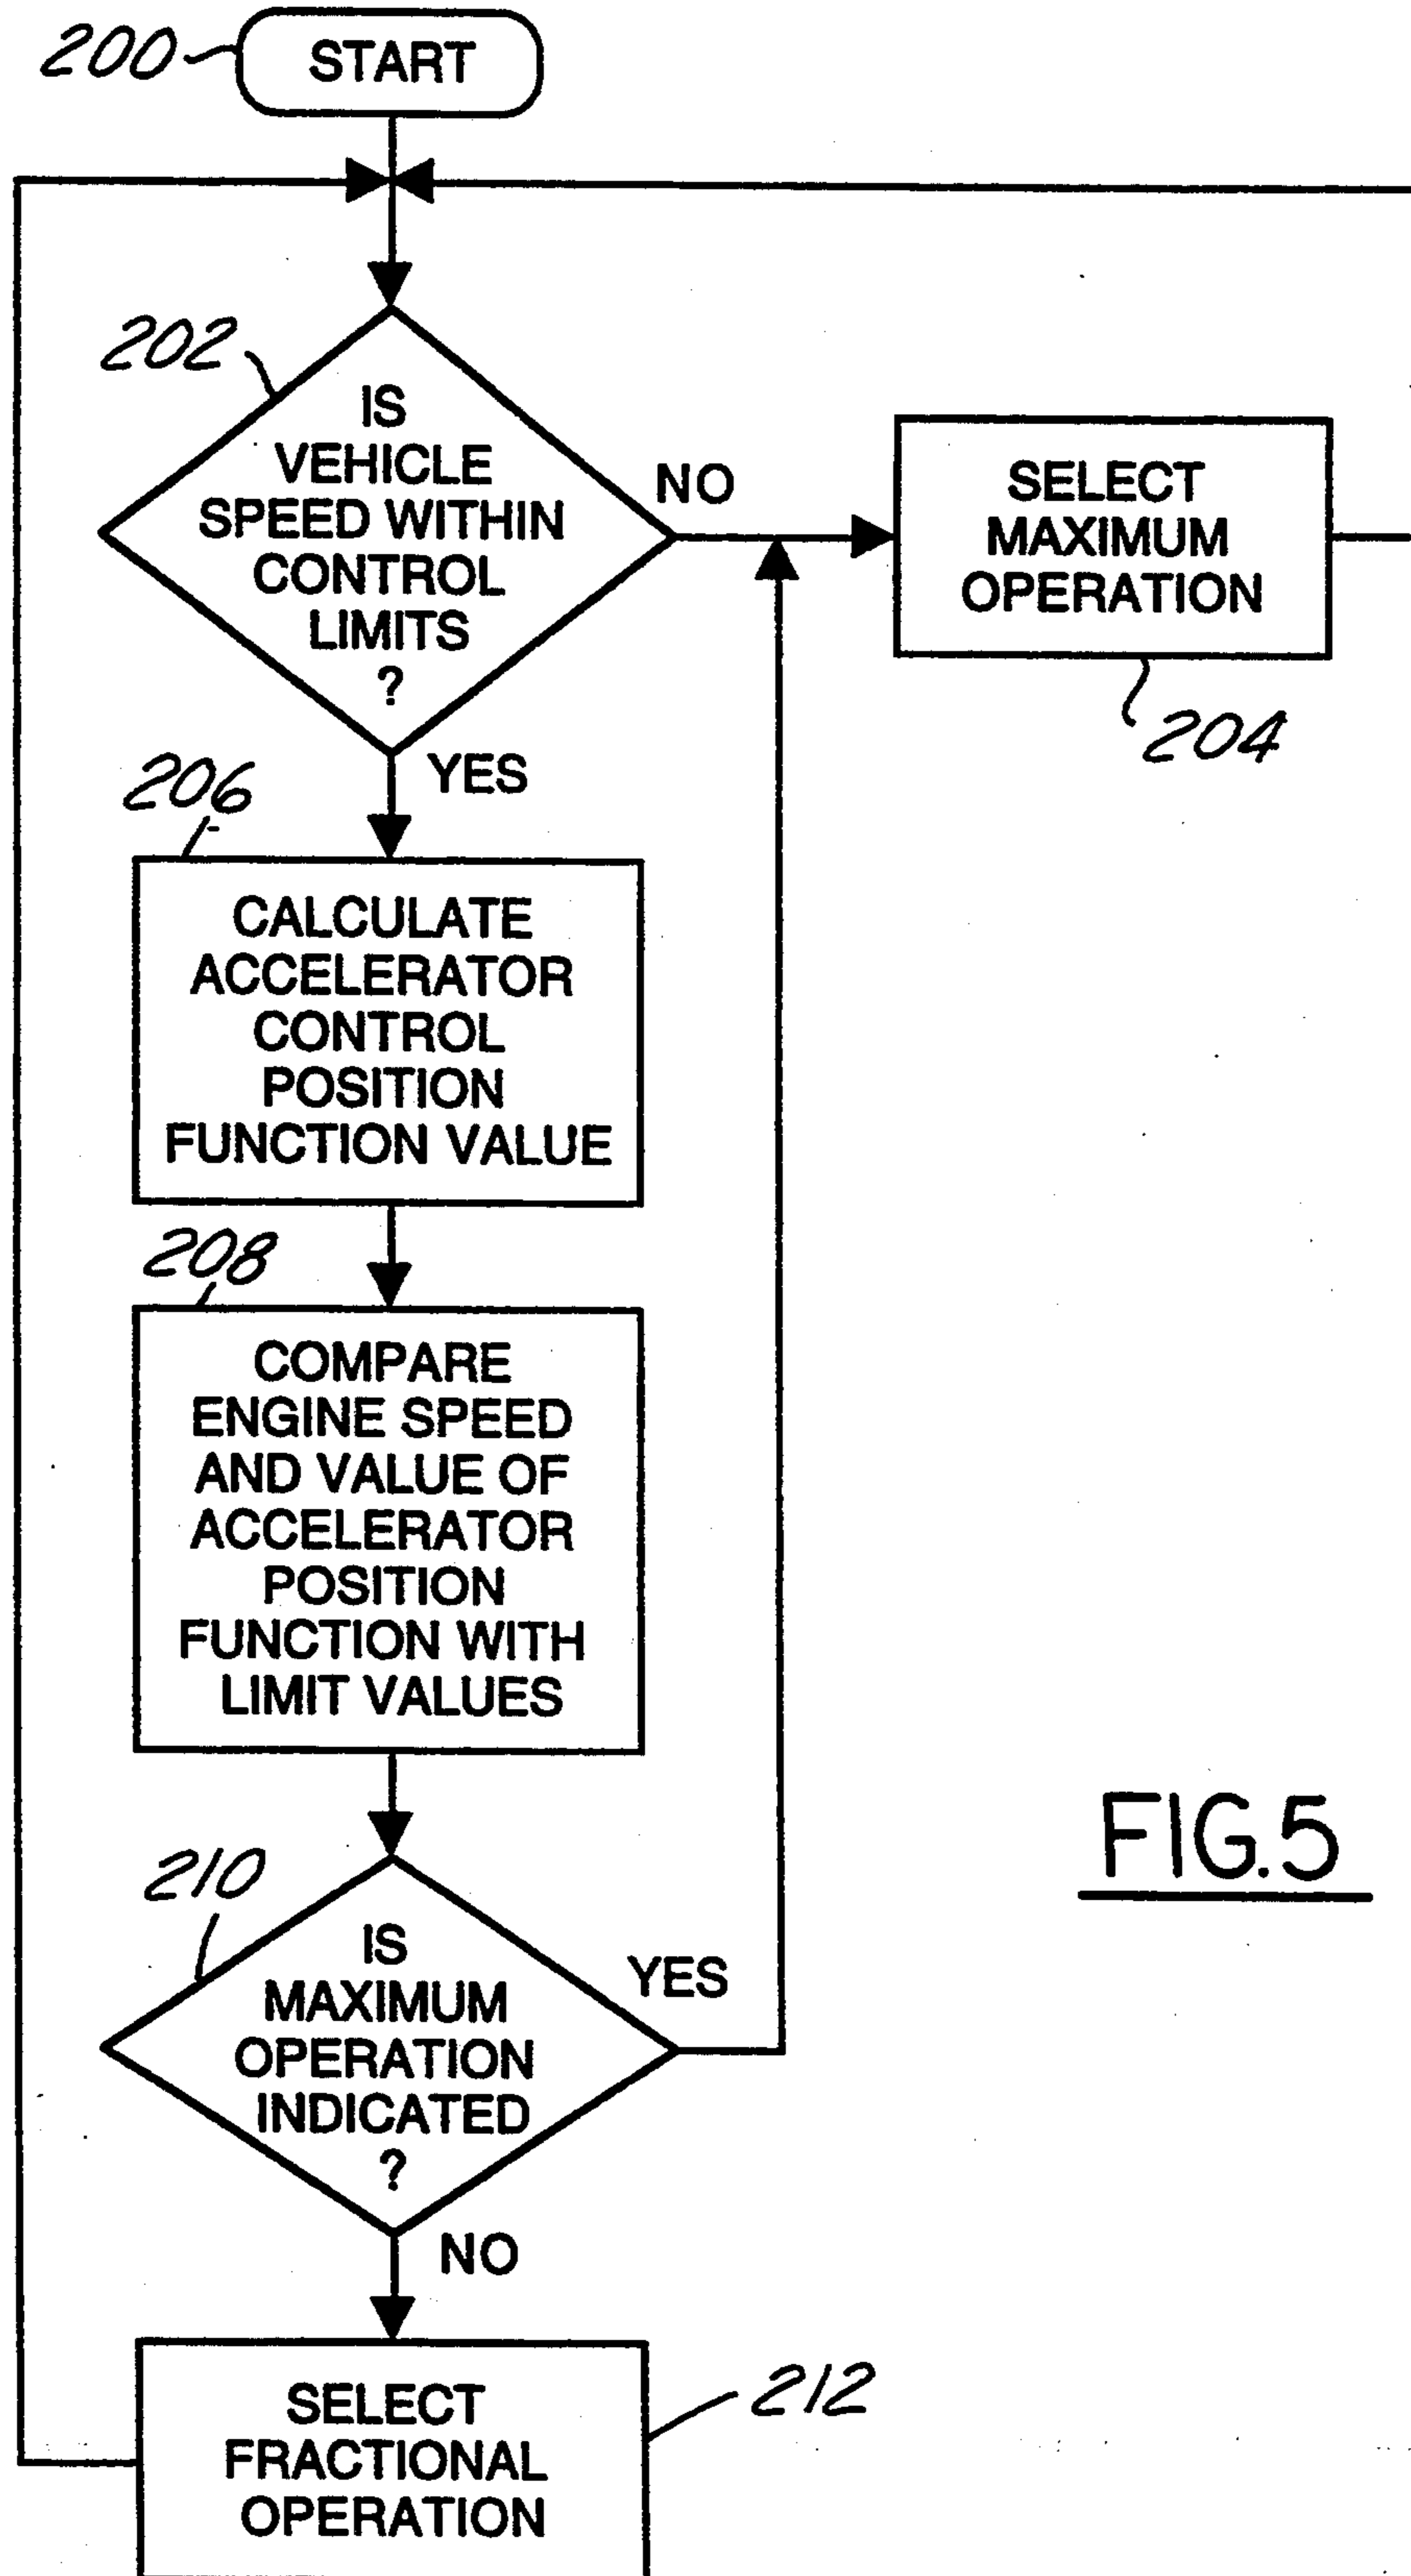 200
START
202
IS
VEHICLE
SPEED WITHIN
CONTROL
LIMITS
?
NO
SELECT
MAXIMUM
OPERATION
204
YES
206
CALCULATE
ACCELERATOR
CONTROL
POSITION
FUNCTION VALUE
208
COMPARE
ENGINE SPEED
AND VALUE OF
ACCELERATOR
POSITION
FUNCTION WITH
LIMIT VALUES
FIG.5
210
IS
MAXIMUM
OPERATION
INDICATED
?
YES
NO
SELECT
FRACTIONAL
OPERATION
212